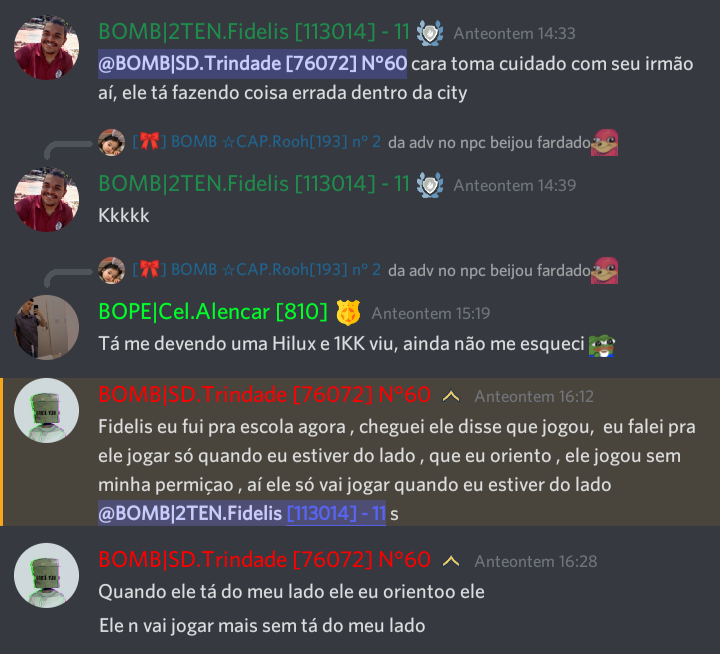 BOMB|2TEN.Fidelis [113014] - 11 Anteontem 14:33
@BOMB|SD.Trindade [76072] N°60 cara toma cuidado com seu irmão
aí, ele tá fazendo coisa errada dentro da city
[🎀] BOMB ☆CAP.Rooh[193] nº 2 da adv no npc beijou fardado
BOMB|2TEN.Fidelis [113014] - 11 Anteontem 14:39
Kkkkk
[🎀] BOMB ☆CAP.Rooh[193] nº 2 da adv no npc beijou fardado
BOPE|Cel.Alencar [810] Anteontem 15:19
Tá me devendo uma Hilux e 1KK viu, ainda não me esqueci
BOMB|SD.Trindade [76072] N°60 Anteontem 16:12
Fidelis eu fui pra escola agora , cheguei ele disse que jogou, eu falei pra
ele jogar só quando eu estiver do lado , que eu oriento , ele jogou sem
minha permiçao , aí ele só vai jogar quando eu estiver do lado
@BOMB|2TEN.Fidelis [113014] - 11 s
BOMB|SD.Trindade [76072] N°60 Anteontem 16:28
Quando ele tá do meu lado ele eu orientoo ele
Ele n vai jogar mais sem tá do meu lado